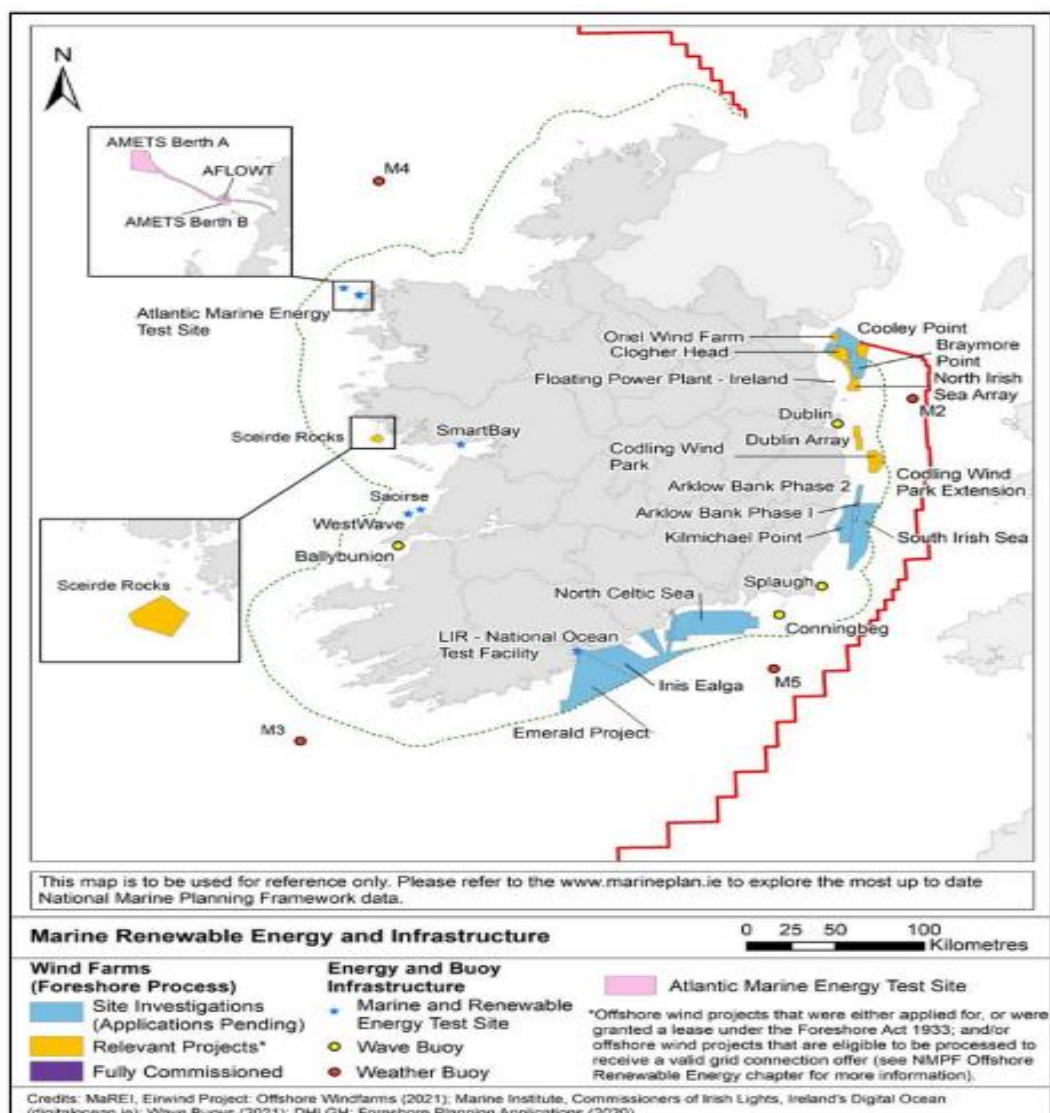 N
AMETS Berth A
AFLOWT
AMETS Berth B
M4
Atlantic Marine Energy
Test Site
Oriel Wind Farm
Clogher Head
Floating Power Plant - Ireland
Cooley Point
Braymore
Point
North Irish
Sea Array
M2
Dublin
Dublin Array
Sceirde Rocks
SmartBay
Codling Wind
Park
Codling Wind
Park Extension
Arklow Bank Phase 2
Arklow Bank Phase I
Kilmichael Point
South Irish Sea
Saoirse
WestWave
Ballybunion
Sceirde Rocks
Splaugh
North Celtic Sea
Conningbeg
LIR - National Ocean
Test Facility
Inis Ealga
M5
Emerald Project
M3
This map is to be used for reference only. Please refer to the www.marineplan.ie to explore the most up to date
National Marine Planning Framework data.
Marine Renewable Energy and Infrastructure
0 25 50 100
Kilometres
Wind Farms
(Foreshore Process)
Site Investigations
(Applications Pending)
Relevant Projects*
Fully Commissioned
Energy and Buoy
Infrastructure
Marine and Renewable
Energy Test Site
Wave Buoy
Weather Buoy
Atlantic Marine Energy Test Site
*Offshore wind projects that were either applied for, or were
granted a lease under the Foreshore Act 1933; and/or
offshore wind projects that are eligible to be processed to
receive a valid grid connection offer (see NMPF Offshore
Renewable Energy chapter for more information).
Credits: MaREI, Eirwind Project: Offshore Windfarms (2021); Marine Institute, Commissioners of Irish Lights, Ireland's Digital Ocean
(digitalocean.ie): Wave Buoys (2021); DHLGH: Foreshore Planning Applications (2020)